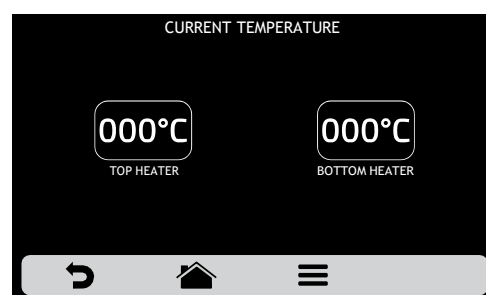 CURRENT TEMPERATURE
000°C
000°C
TOP HEATER
BOTTOM HEATER